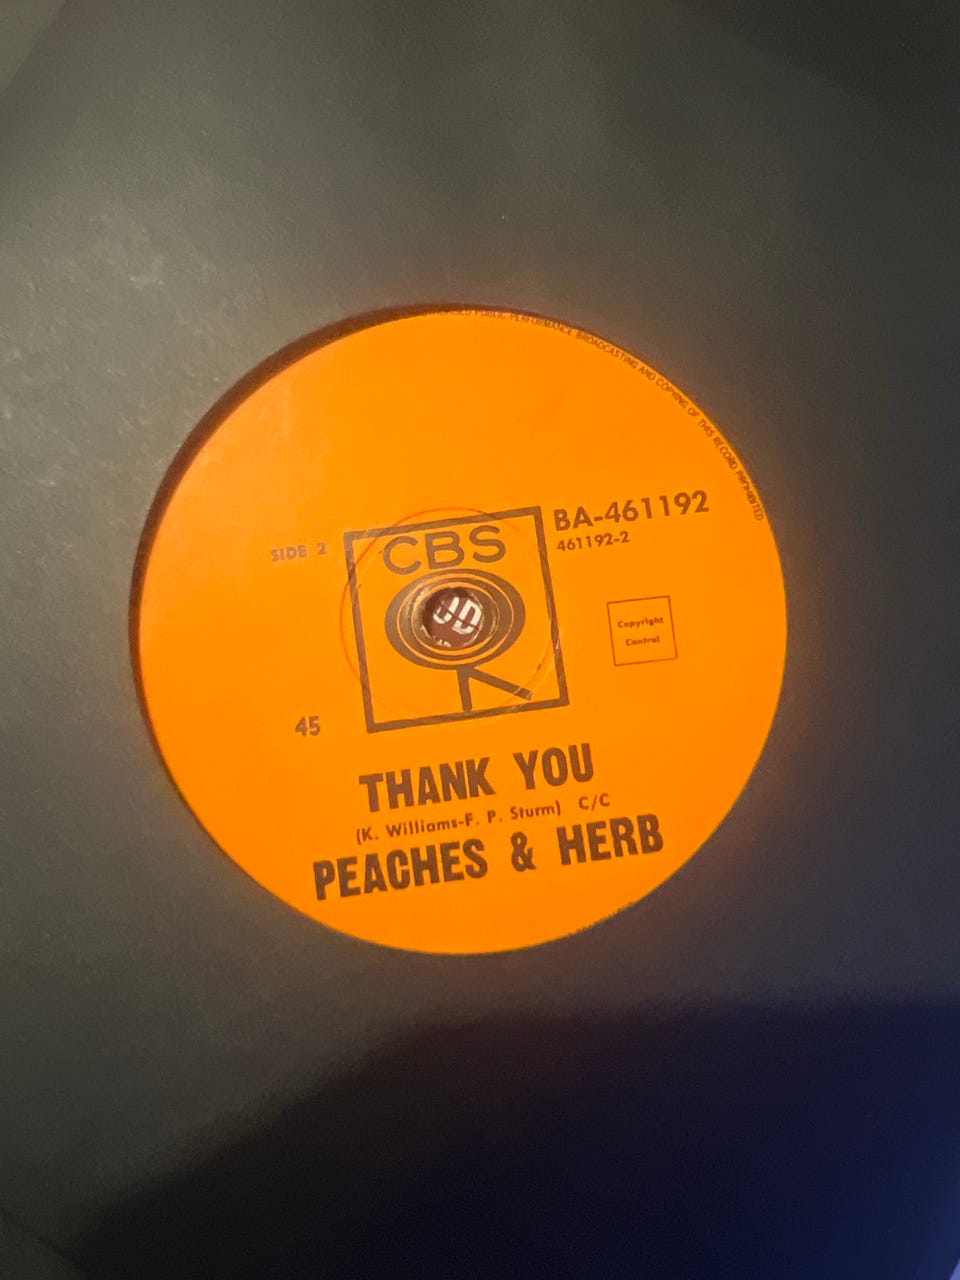 PUBLIC PERFORMANCE BROADCASTING AND COPYING OF THIS RECORD PROHIBITED
BA-461192
SIDE 2
CBS
461192-2
Copyright
Control
45
THANK YOU
(K. Williams-F. P. Sturm) C/C
PEACHES & HERB